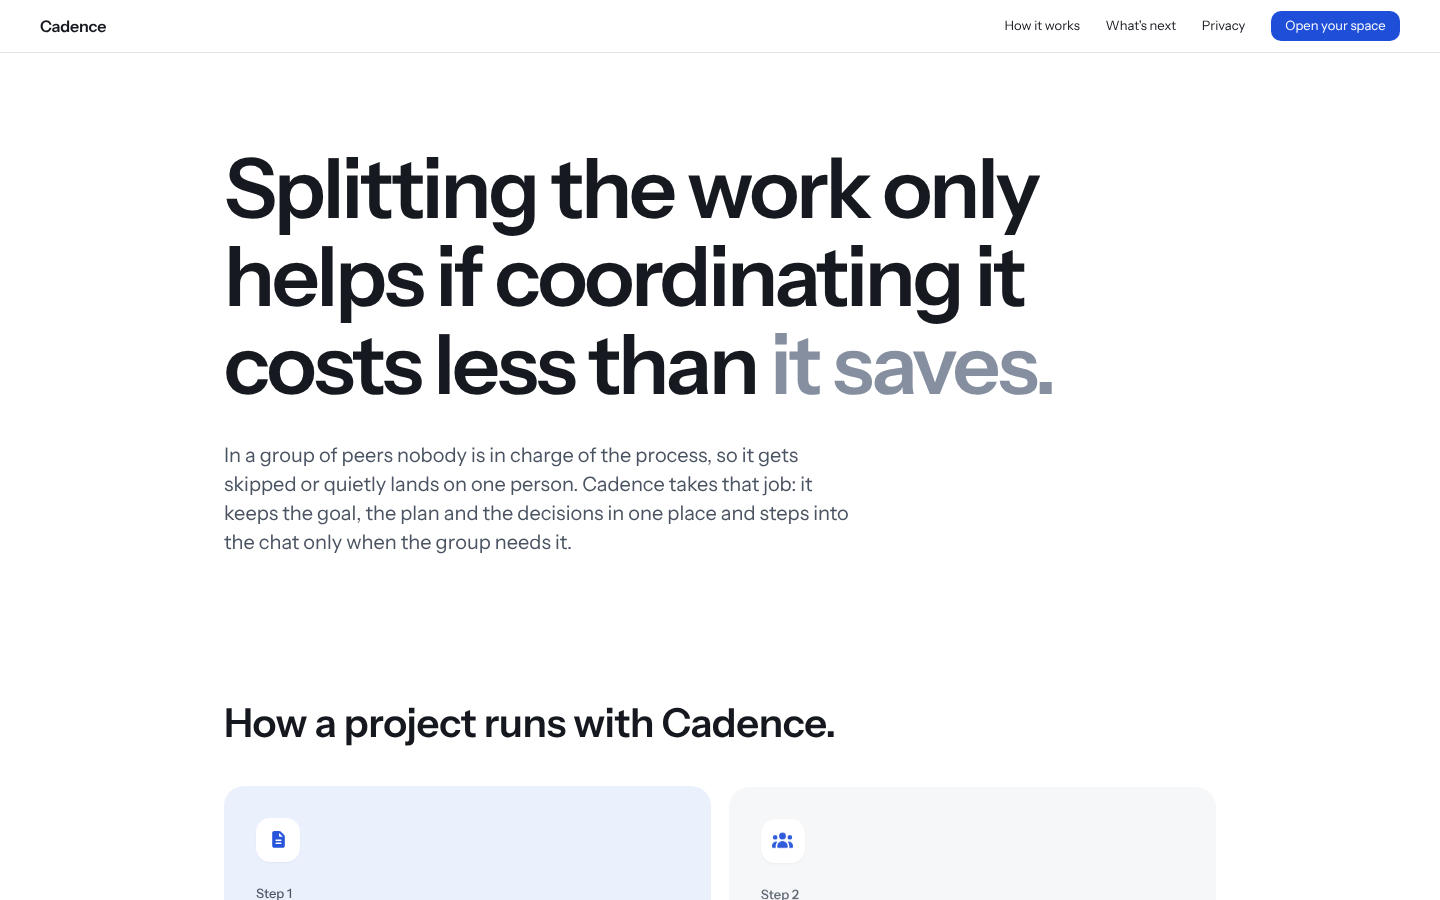 Cadence
How it works
What's next
Privacy
Open your space
Splitting the work only
helps if coordinating it
costs less than it saves.
In a group of peers nobody is in charge of the process, so it gets
skipped or quietly lands on one person. Cadence takes that job: it
keeps the goal, the plan and the decisions in one place and steps into
the chat only when the group needs it.
How a project runs with Cadence.
Step 1
Step 2